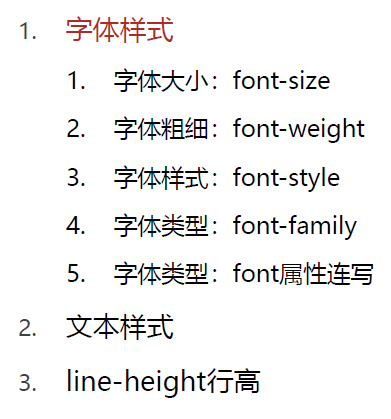 1. 字体样式
1. 字体大小：font-size
2. 字体粗细：font-weight
3. 字体样式：font-style
4. 字体类型：font-family
5. 字体类型：font属性连写
2. 文本样式
3. line-height行高